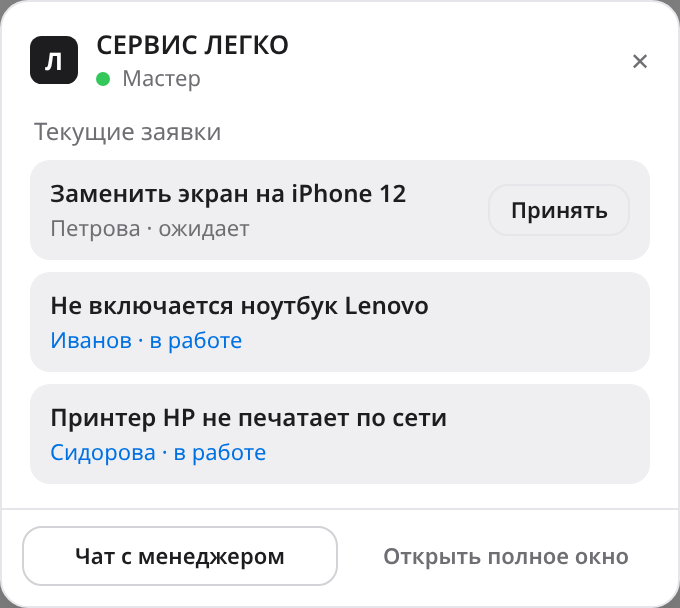 Л
СЕРВИС ЛЕГКО
Мастер
×
Текущие заявки
Заменить экран на iPhone 12
Петрова · ожидает
Принять
Не включается ноутбук Lenovo
Иванов · в работе
Принтер HP не печатает по сети
Сидорова · в работе
Чат с менеджером
Открыть полное окно